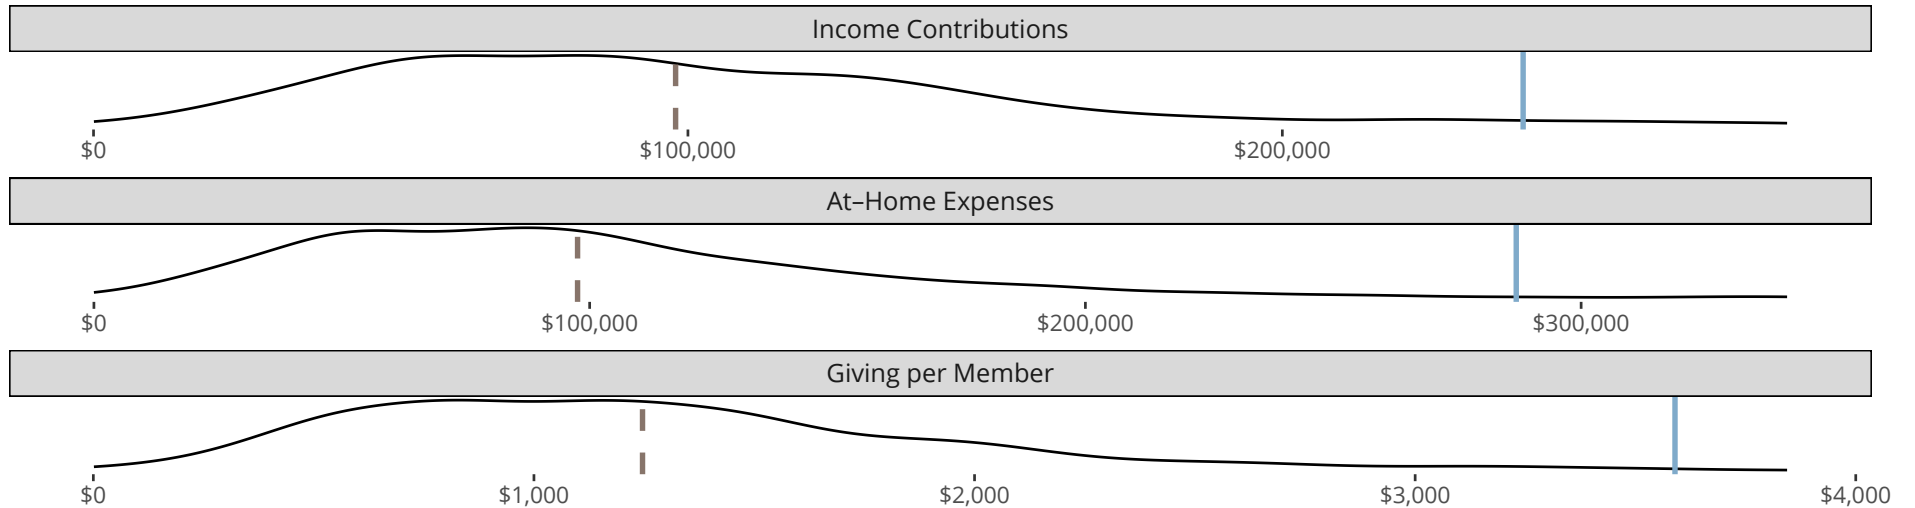 Income Contributions
$0 $100,000 $200,000
At–Home Expenses
$0 $100,000 $200,000 $300,000
Giving per Member
$0 $1,000 $2,000 $3,000 $4,000